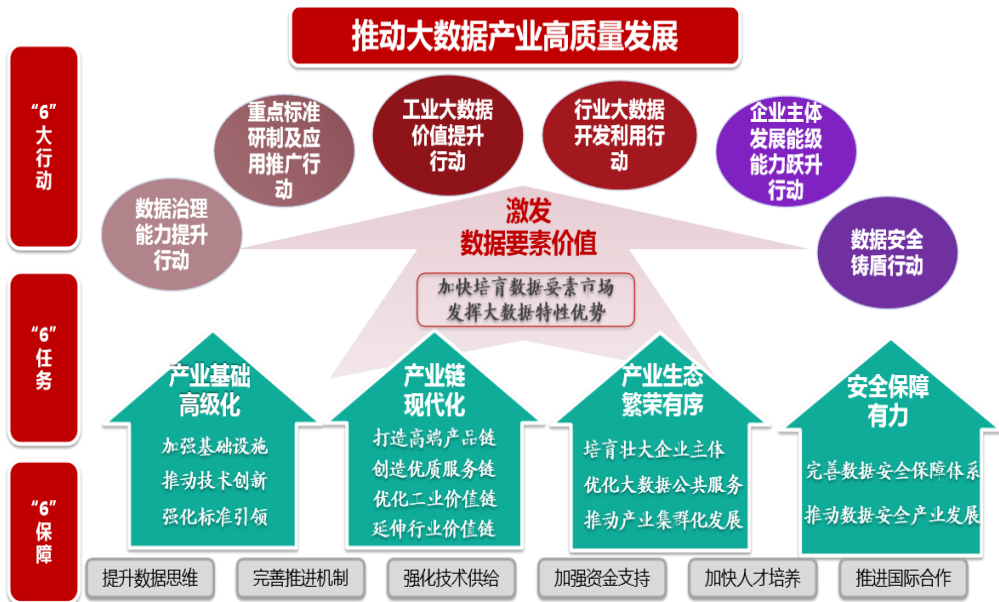 推动大数据产业高质量发展
“6”
大
行
动
数据治理
能力提升
行动
重点标准
研制及应
用推广行
动
工业大数据
价值提升
行动
行业大数据
开发利用行
动
企业主体
发展能级
能力跃升
行动
数据安全
铸盾行动
激发
数据要素价值
加快培育数据要素市场
发挥大数据特性优势
“6”
任
务
产业基础
高级化
加强基础设施
推动技术创新
强化标准引领
产业链
现代化
打造高端产品链
创造优质服务链
优化工业价值链
延伸行业价值链
产业生态
繁荣有序
培育壮大企业主体
优化大数据公共服务
推动产业集群化发展
安全保障
有力
完善数据安全保障体系
推动数据安全产业发展
“6”
保
障
提升数据思维
完善推进机制
强化技术供给
加强资金支持
加快人才培养
推进国际合作